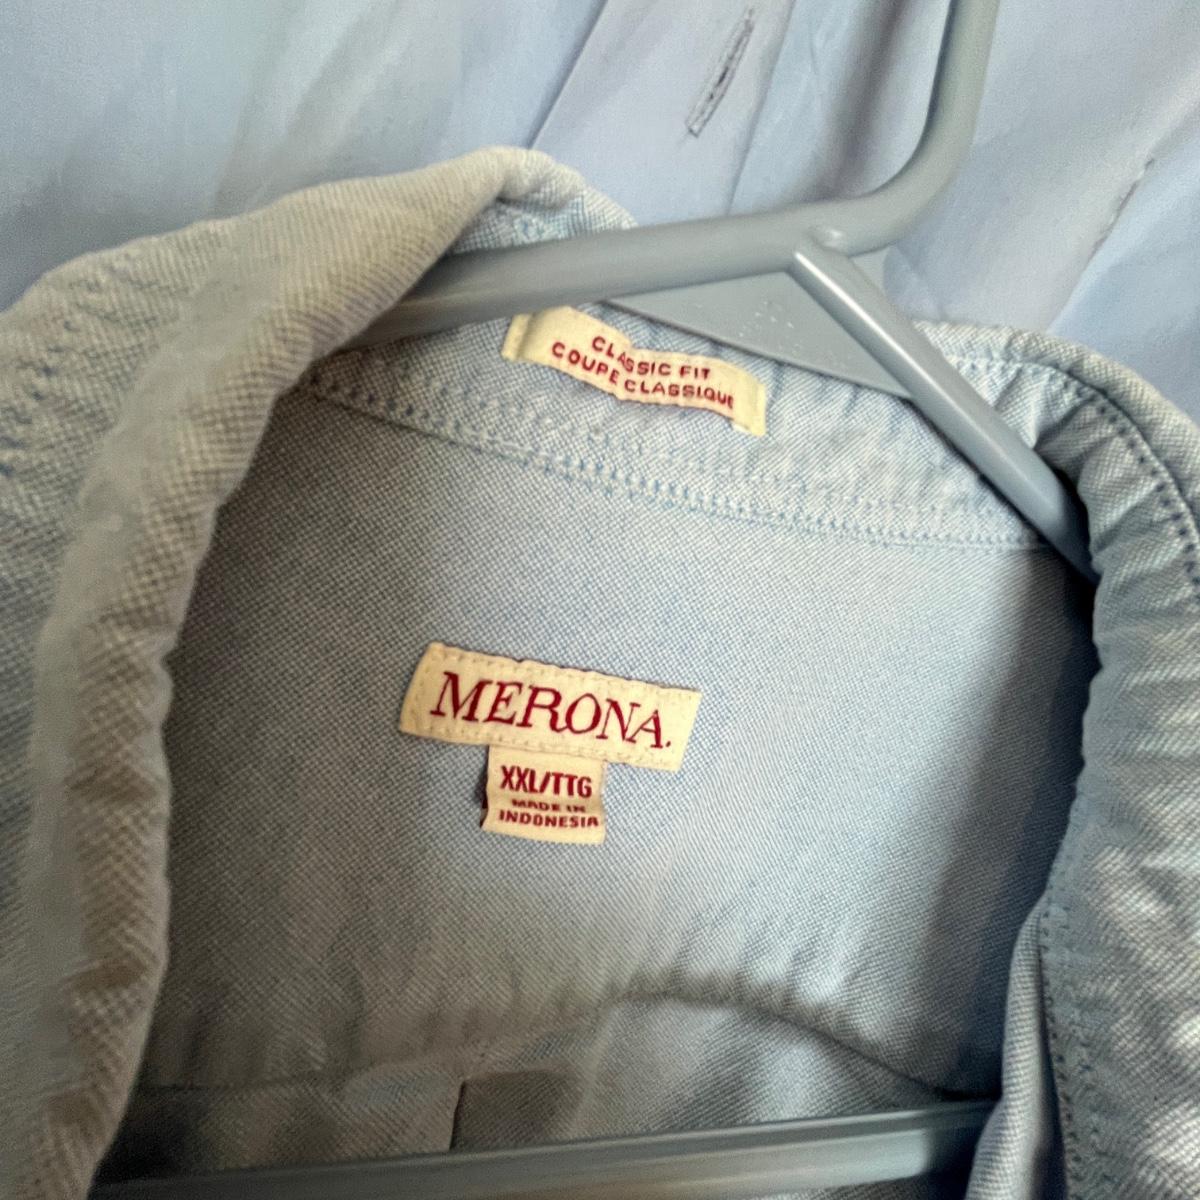 CLASSIC FIT
COUPE CLASSIQUE
MERONA.
XXL/TTG
MADE IN
INDONESIA